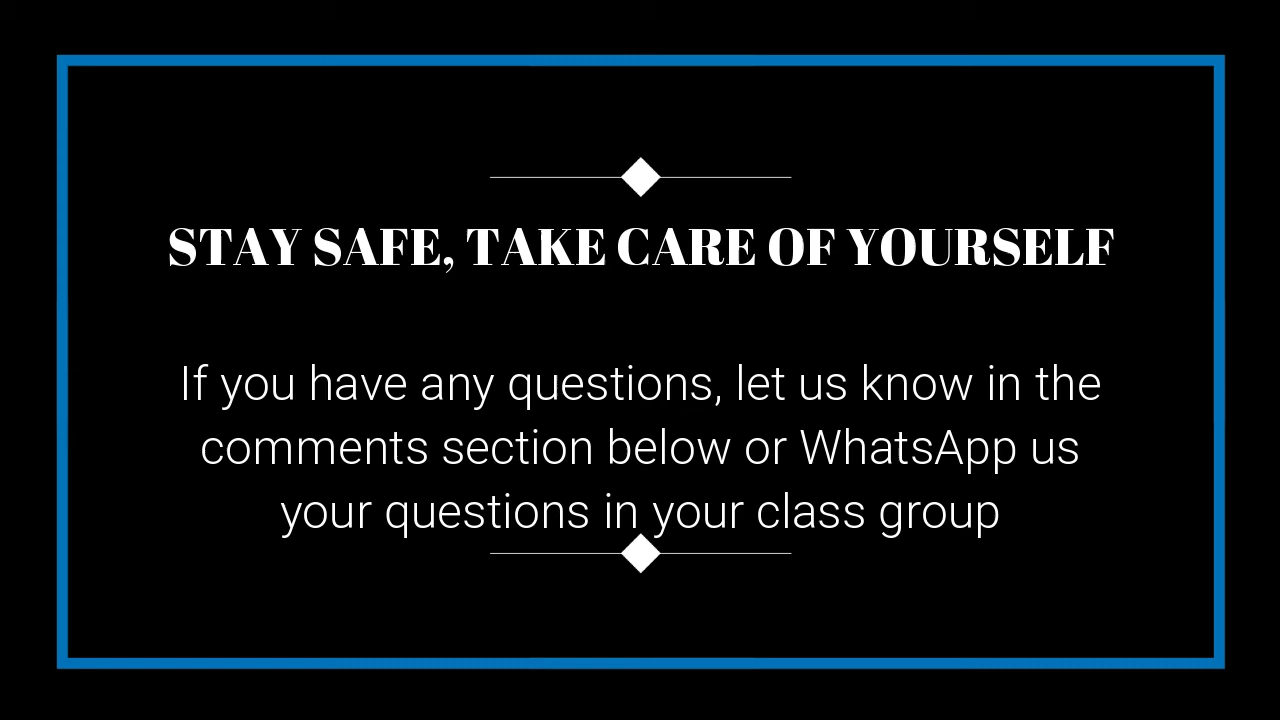 STAY SAFE, TAKE CARE OF YOURSELF
If you have any questions, let us know in the
comments section below or WhatsApp us
your questions in your class group